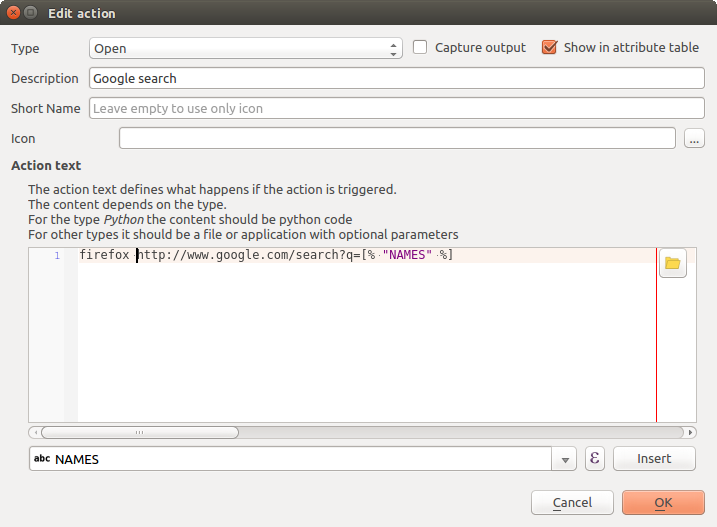 Edit action
Type Open Capture output Show in attribute table
Description Google search
Short Name Leave empty to use only icon
Icon ...
Action text
The action text defines what happens if the action is triggered.
The content depends on the type.
For the type Python the content should be python code
For other types it should be a file or application with optional parameters
1 firefox http://www.google.com/search?q=[% "NAMES" %]
abc NAMES ε Insert
Cancel OK